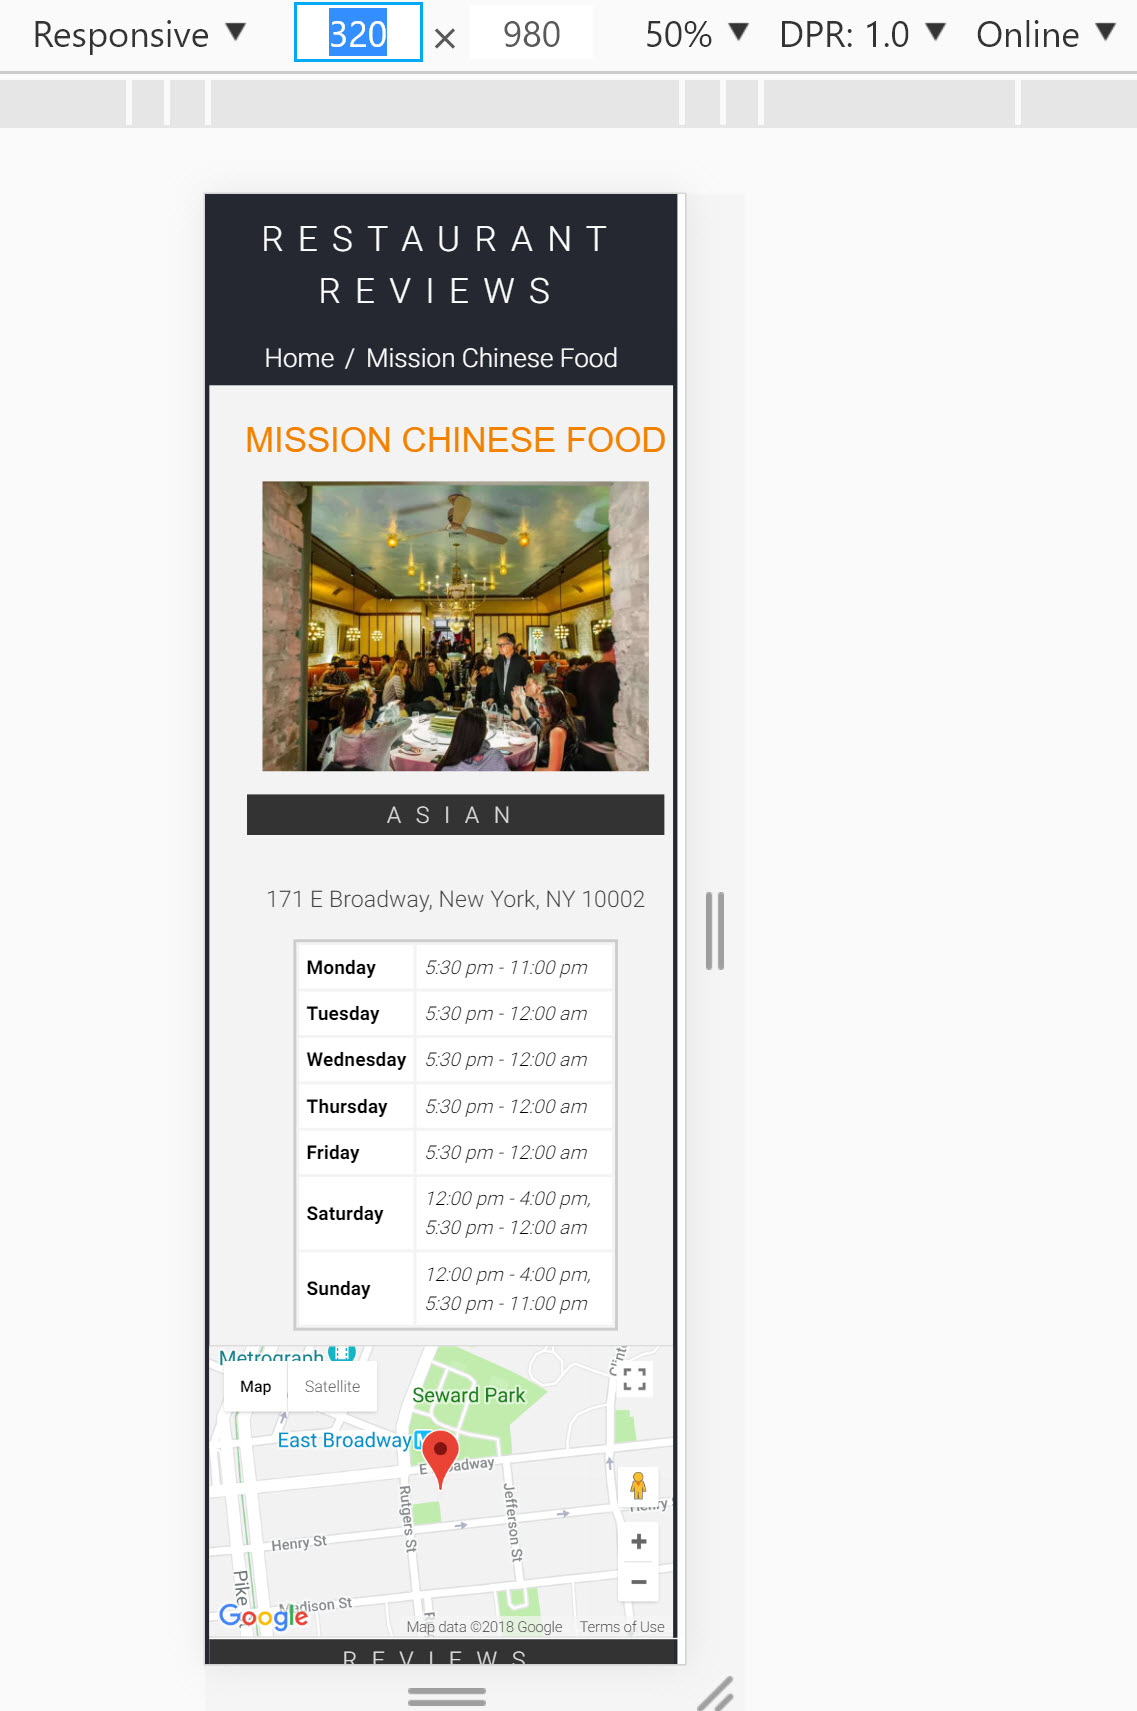 Responsive ▼ 320 × 980 50% ▼ DPR: 1.0 ▼ Online ▼
RESTAURANT
REVIEWS
Home / Mission Chinese Food
MISSION CHINESE FOOD
ASIAN
171 E Broadway, New York, NY 10002
Monday 5:30 pm - 11:00 pm
Tuesday 5:30 pm - 12:00 am
Wednesday 5:30 pm - 12:00 am
Thursday 5:30 pm - 12:00 am
Friday 5:30 pm - 12:00 am
Saturday 12:00 pm - 4:00 pm,
5:30 pm - 12:00 am
Sunday 12:00 pm - 4:00 pm,
5:30 pm - 11:00 pm
Metrograph
Map Satellite
Seward Park
East Broadway
E Broadway
Rutgers St
Jefferson St
Henry St
Henry St
Pike
Madison St
Google
Map data ©2018 Google Terms of Use
REVIEWS